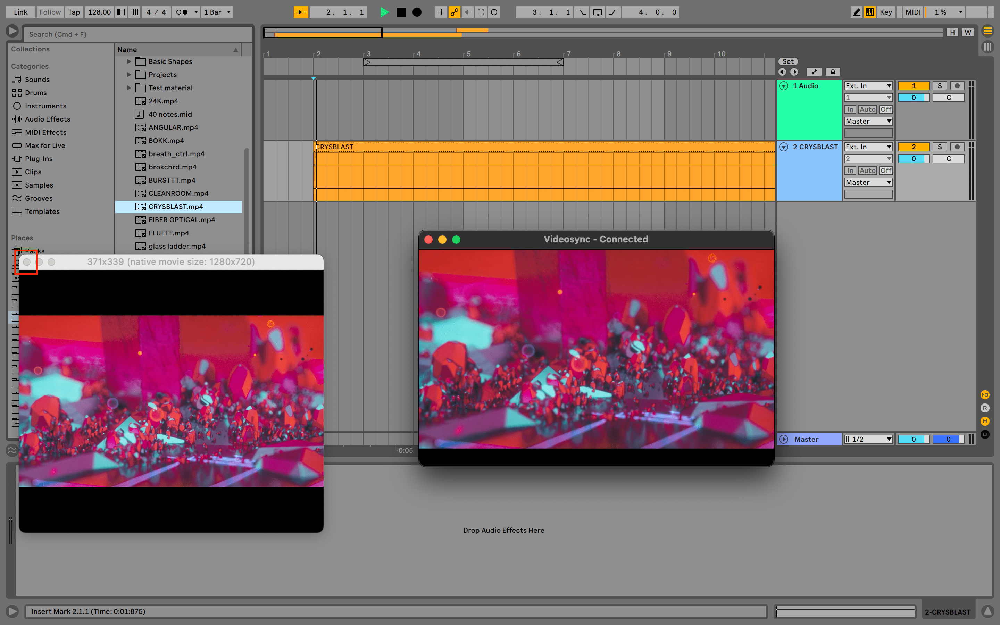 Link Follow Tap 128.00 4 / 4 1 Bar 2. 1. 1 3. 1. 1 4. 0. 0 Key MIDI 1 %
Search (Cmd + F)
H W
Collections
Categories
Sounds
Drums
Instruments
Audio Effects
MIDI Effects
Max for Live
Plug-Ins
Clips
Samples
Grooves
Templates
Places
Packs
Name
Basic Shapes
Projects
Test material
24K.mp4
40 notes.mid
ANGULAR.mp4
BOKK.mp4
breath_ctrl.mp4
brokchrd.mp4
BURSTTT.mp4
CLEANROOM.mp4
CRYSBLAST.mp4
FIBER OPTICAL.mp4
FLUFFF.mp4
glass ladder.mp4
1 2 3 4 5 6 7 8 9 10
Set
1 Audio Ext. In 1 S
1 0 C
In Auto Off
Master
CRYSBLAST
2 CRYSBLAST Ext. In 2 S
2 0 C
In Auto Off
Master
371x339 (native movie size: 1280x720)
Videosync - Connected
I·O
R
M
D
Master 1/2 0 0
0:05
Drop Audio Effects Here
Insert Mark 2.1.1 (Time: 0:01:875)
2-CRYSBLAST